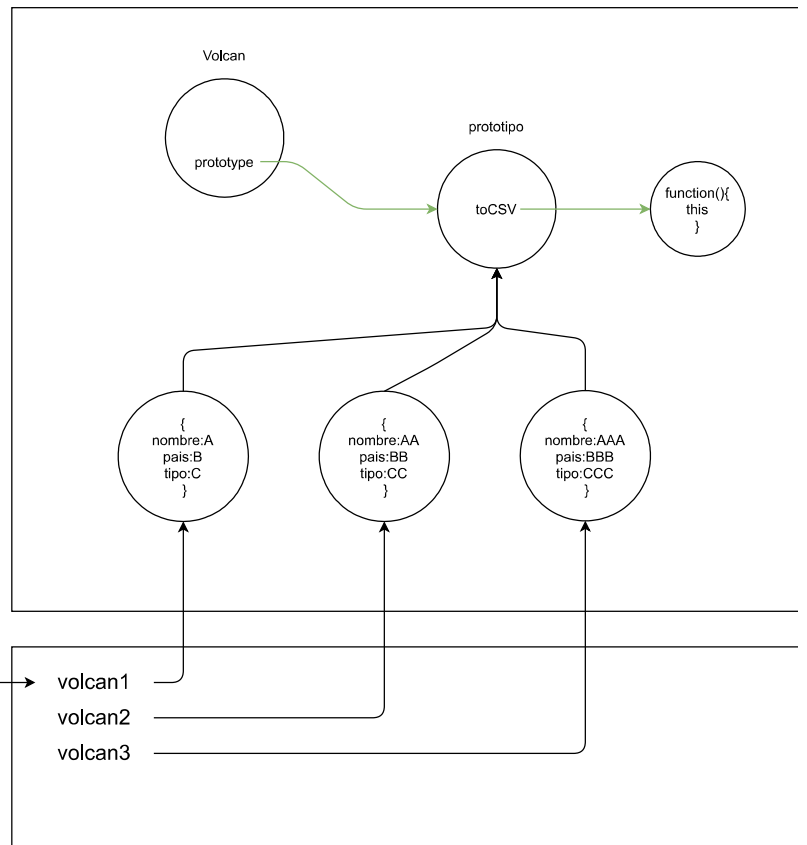 Volcan
prototype
prototipo
toCSV
function(){
this
}
{
nombre:A
pais:B
tipo:C
}
{
nombre:AA
pais:BB
tipo:CC
}
{
nombre:AAA
pais:BBB
tipo:CCC
}
volcan1
volcan2
volcan3